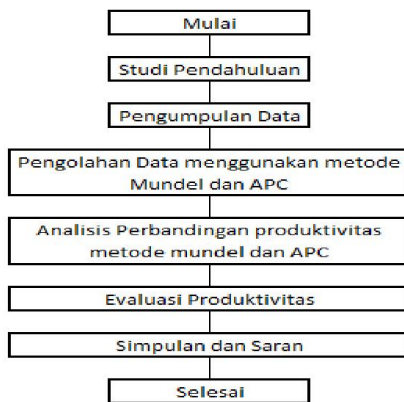 Mulai
Studi Pendahuluan
Pengumpulan Data
Pengolahan Data menggunakan metode
Mundel dan APC
Analisis Perbandingan produktivitas
metode mundel dan APC
Evaluasi Produktivitas
Simpulan dan Saran
Selesai